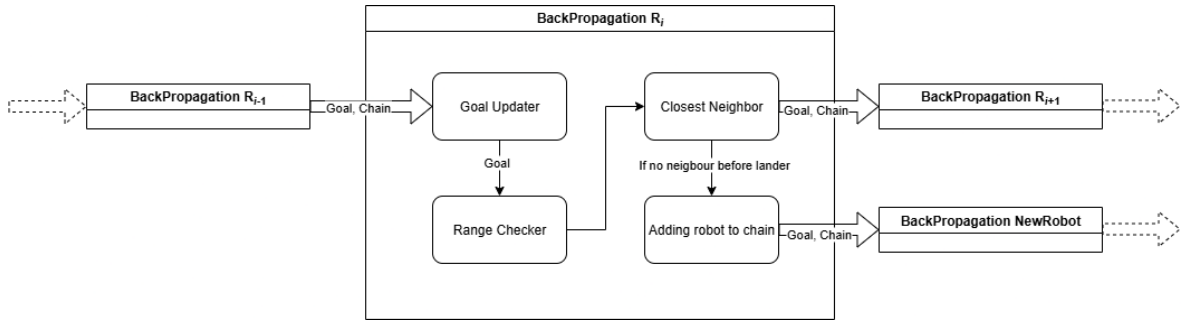 BackPropagation Ri
BackPropagation Ri-1
Goal, Chain
Goal Updater
Closest Neighbor
Goal, Chain
BackPropagation Ri+1
Goal
If no neigbour before lander
Range Checker
Adding robot to chain
Goal, Chain
BackPropagation NewRobot